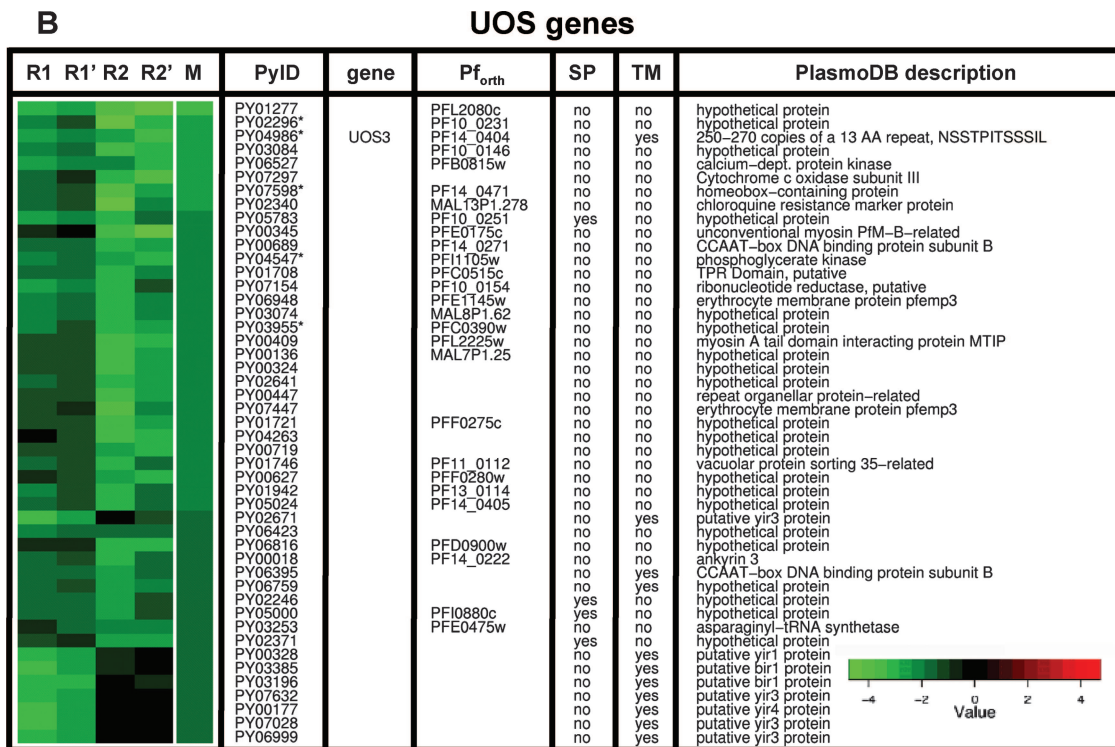 B
UOS genes
R1 R1' R2 R2' M PyID gene Pf orth SP TM PlasmoDB description
PY01277 PFL2080c no no hypothetical protein
PY02296* PF10_0231 no no hypothetical protein
PY04986* UOS3 PF14_0404 no yes 250−270 copies of a 13 AA repeat, NSSTPITSSSIL
PY03084 PF10_0146 no no hypothetical protein
PY06527 PFB0815w no no calcium−dept. protein kinase
PY07297 no no Cytochrome c oxidase subunit III
PY07598* PF14_0471 no no homeobox−containing protein
PY02340 MAL13P1.278 no no chloroquine resistance marker protein
PY05783 PF10_0251 yes no hypothetical protein
PY00345 PFE0175c no no unconventional myosin PfM−B−related
PY00689 PF14_0271 no no CCAAT−box DNA binding protein subunit B
PY04547* PFI1105w no no phosphoglycerate kinase
PY01708 PFC0515c no no TPR Domain, putative
PY07154 PF10_0154 no no ribonucleotide reductase, putative
PY06948 PFE1145w no no erythrocyte membrane protein pfemp3
PY03074 MAL8P1.62 no no hypothetical protein
PY03955* PFC0390w no no hypothetical protein
PY00409 PFL2225w no no myosin A tail domain interacting protein MTIP
PY00136 MAL7P1.25 no no hypothetical protein
PY00324 no no hypothetical protein
PY02641 no no hypothetical protein
PY00447 no no repeat organellar protein−related
PY07447 no no erythrocyte membrane protein pfemp3
PY01721 PFF0275c no no hypothetical protein
PY04263 no no hypothetical protein
PY00719 no no hypothetical protein
PY01746 PF11_0112 no no vacuolar protein sorting 35−related
PY00627 PFF0280w no no hypothetical protein
PY01942 PF13_0114 no no hypothetical protein
PY05024 PF14_0405 no no hypothetical protein
PY02671 no yes putative yir3 protein
PY06423 no no hypothetical protein
PY06816 PFD0900w no no hypothetical protein
PY00018 PF14_0222 no no ankyrin 3
PY06395 no yes CCAAT−box DNA binding protein subunit B
PY06759 no yes hypothetical protein
PY02246 yes no hypothetical protein
PY05000 PFI0880c yes no hypothetical protein
PY03253 PFE0475w no no asparaginyl−tRNA synthetase
PY02371 yes no hypothetical protein
PY00328 no yes putative yir1 protein
PY03385 no yes putative bir1 protein
PY03196 no yes putative bir1 protein
PY07632 no yes putative yir3 protein
PY00177 no yes putative yir4 protein
PY07028 no yes putative yir3 protein
PY06999 no yes putative yir3 protein
−4 −2 0 2 4
Value